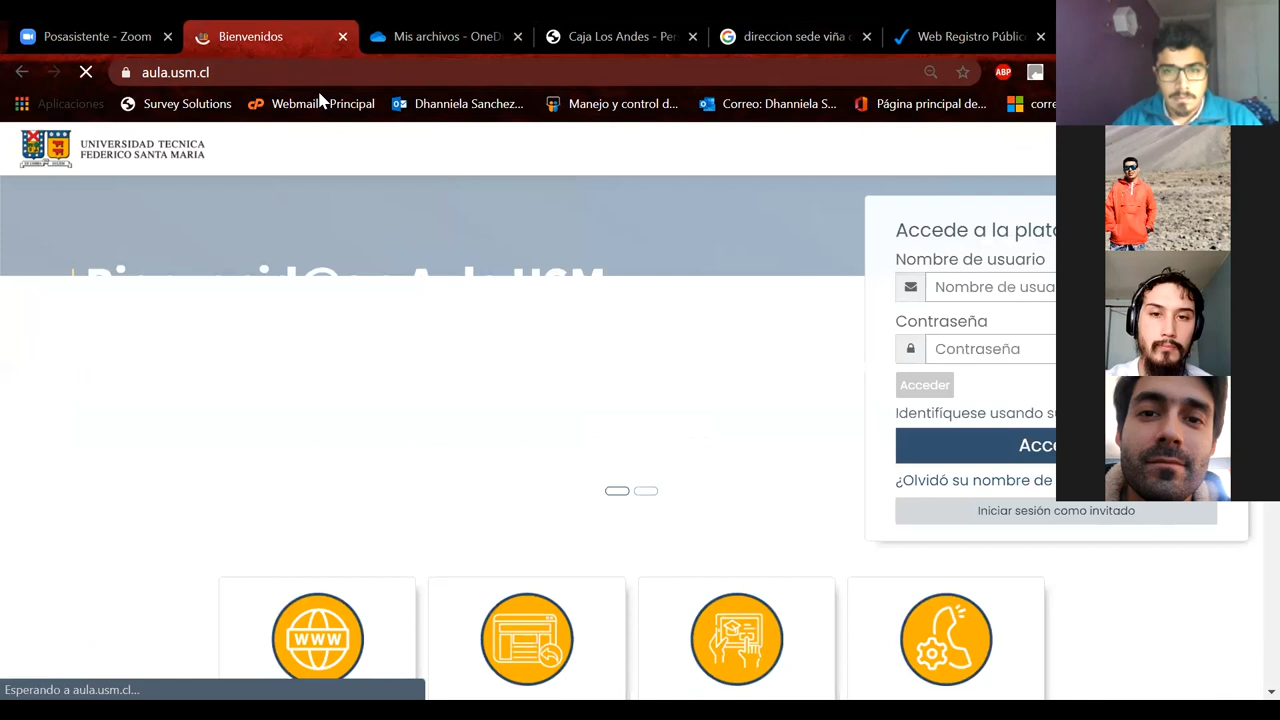 Posasistente - Zoom
Bienvenidos
Mis archivos - OneD
Caja Los Andes - Per
direccion sede viña
Web Registro Públic
aula.usm.cl
ABP
Aplicaciones
Survey Solutions
Webmail - Principal
Dhanniela Sanchez...
Manejo y control d...
Correo: Dhanniela S...
Página principal de...
corre
UNIVERSIDAD TECNICA
FEDERICO SANTA MARIA
Accede a la plat
Nombre de usuario
Nombre de usua
Contraseña
Contraseña
Acceder
Identifíquese usando su
Acc
¿Olvidó su nombre de
Iniciar sesión como invitado
WWW
Esperando a aula.usm.cl...